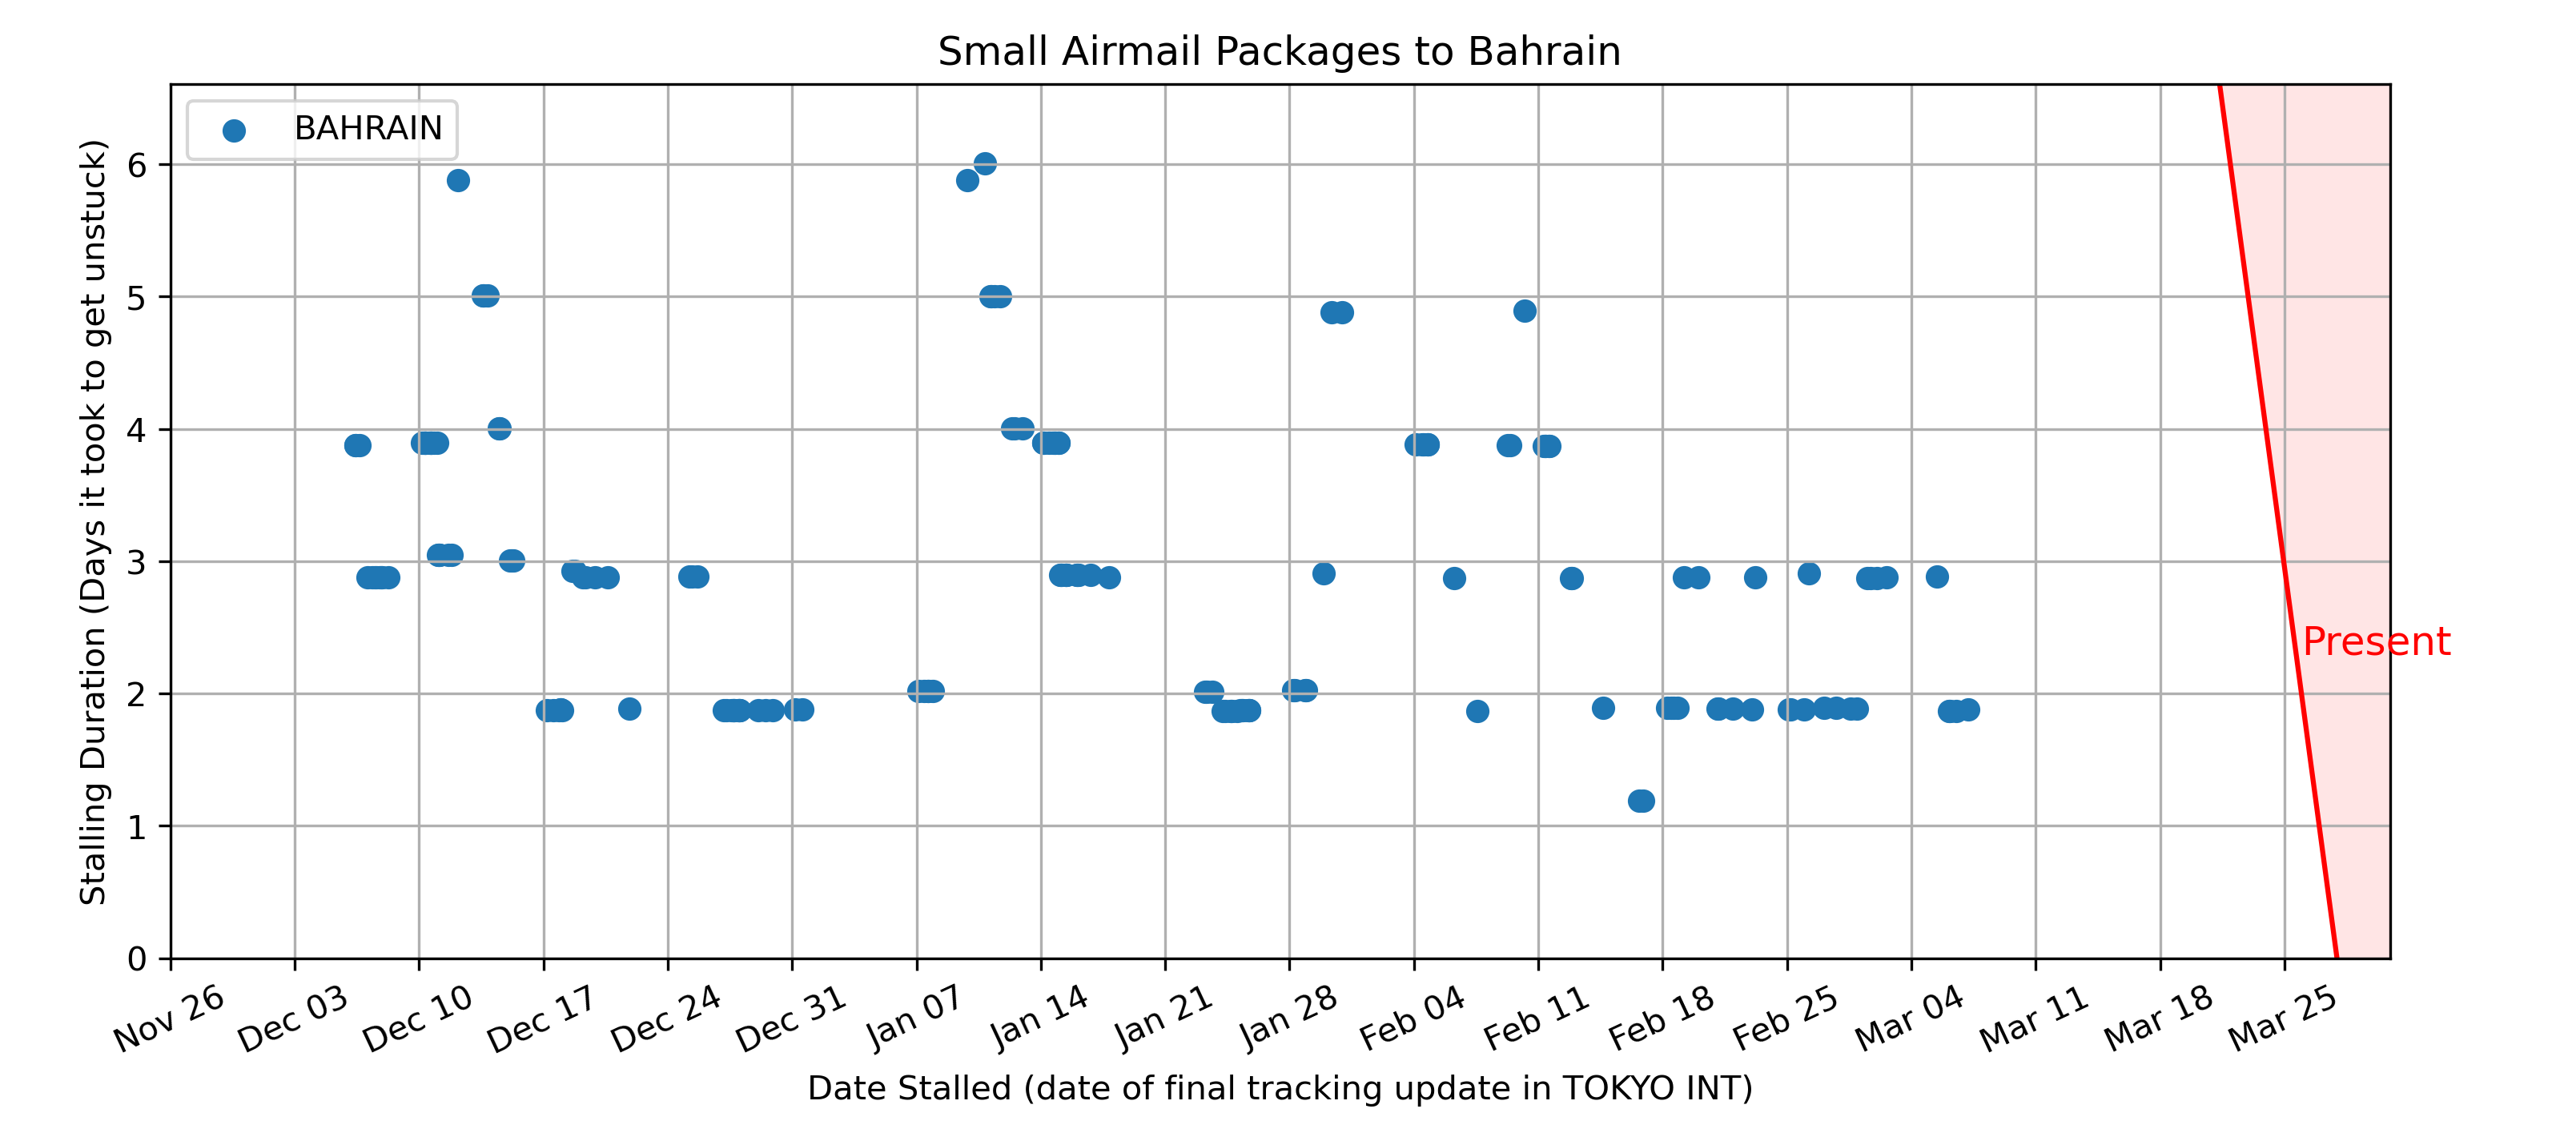 Small Airmail Packages to Bahrain
BAHRAIN
Stalling Duration (Days it took to get unstuck)
6
5
4
3
2
1
0
Present
Nov 26
Dec 03
Dec 10
Dec 17
Dec 24
Dec 31
Jan 07
Jan 14
Jan 21
Jan 28
Feb 04
Feb 11
Feb 18
Feb 25
Mar 04
Mar 11
Mar 18
Mar 25
Date Stalled (date of final tracking update in TOKYO INT)